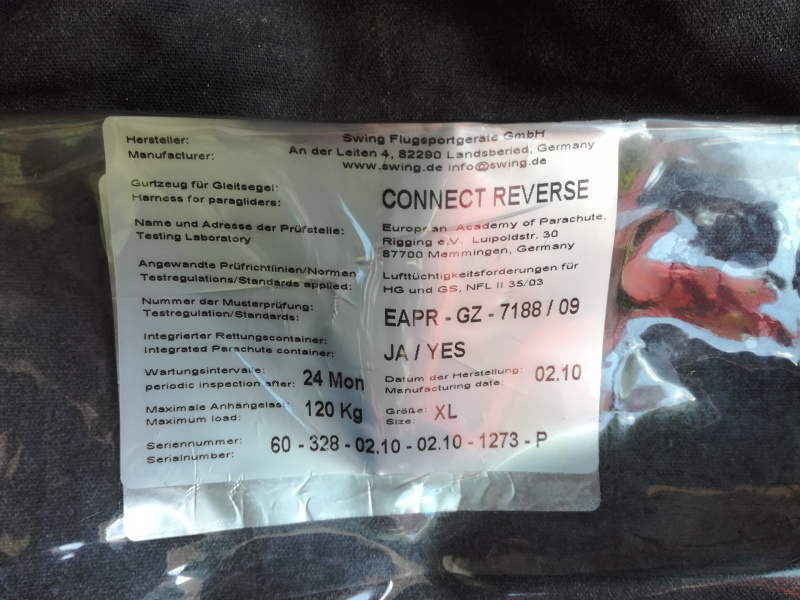 Hersteller: Swing Flugsportgeräte GmbH
Manufacturer: An der Leiten 4, 82290 Landsberied, Germany
www.swing.de info@swing.de
Gurtzeug für Gleitsegel: CONNECT REVERSE
Harness for paragliders:
Name und Adresse der Prüfstelle: European Academy of Parachute,
Testing Laboratory Rigging e.V. Luipoldstr. 30
87700 Memmingen, Germany
Angewandte Prüfrichtlinien/Normen Lufttüchtigkeitsforderungen für
Testregulations/Standards applied: HG und GS, NFL II 35/03
Nummer der Musterprüfung: EAPR - GZ - 7188 / 09
Testregulation/Standards:
Integrierter Rettungscontainer: JA / YES
Integrated Parachute container:
Wartungsintervalle: 24 Mon Datum der Herstellung: 02.10
periodic inspection after: Manufacturing date:
Maximale Anhängelast: 120 Kg Größe: XL
Maximum load: Size:
Seriennummer: 60 - 328 - 02.10 - 02.10 - 1273 - P
Serialnumber: